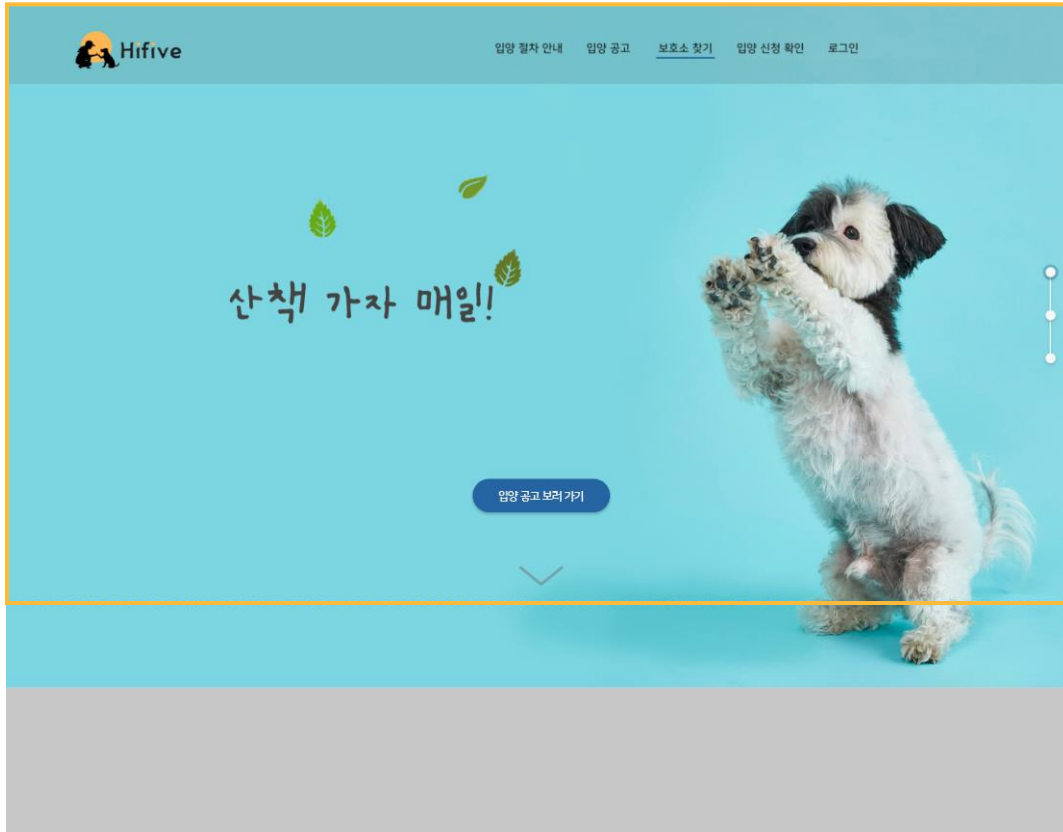 Hifive
입양 절차 안내 입양 공고 보호소 찾기 입양 신청 확인 로그인
산책 가자 매일!
입양 공고 보러 가기